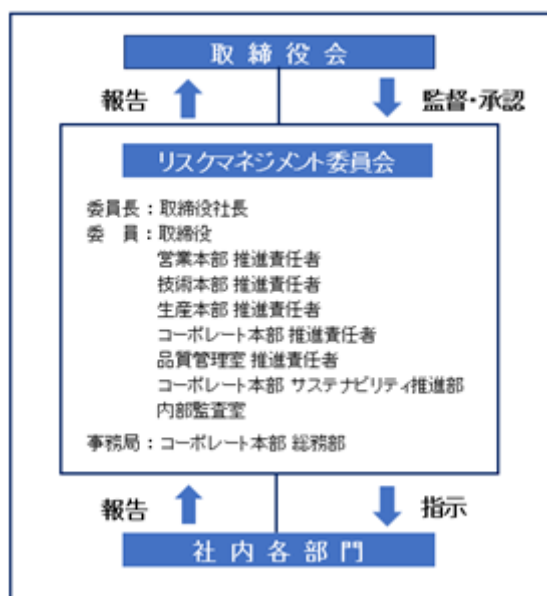 取締役会
報告
監督・承認
リスクマネジメント委員会
委員長：取締役社長
委　員：取締役
営業本部 推進責任者
技術本部 推進責任者
生産本部 推進責任者
コーポレート本部 推進責任者
品質管理室 推進責任者
コーポレート本部 サステナビリティ推進部
内部監査室
事務局：コーポレート本部 総務部
報告
指示
社内各部門